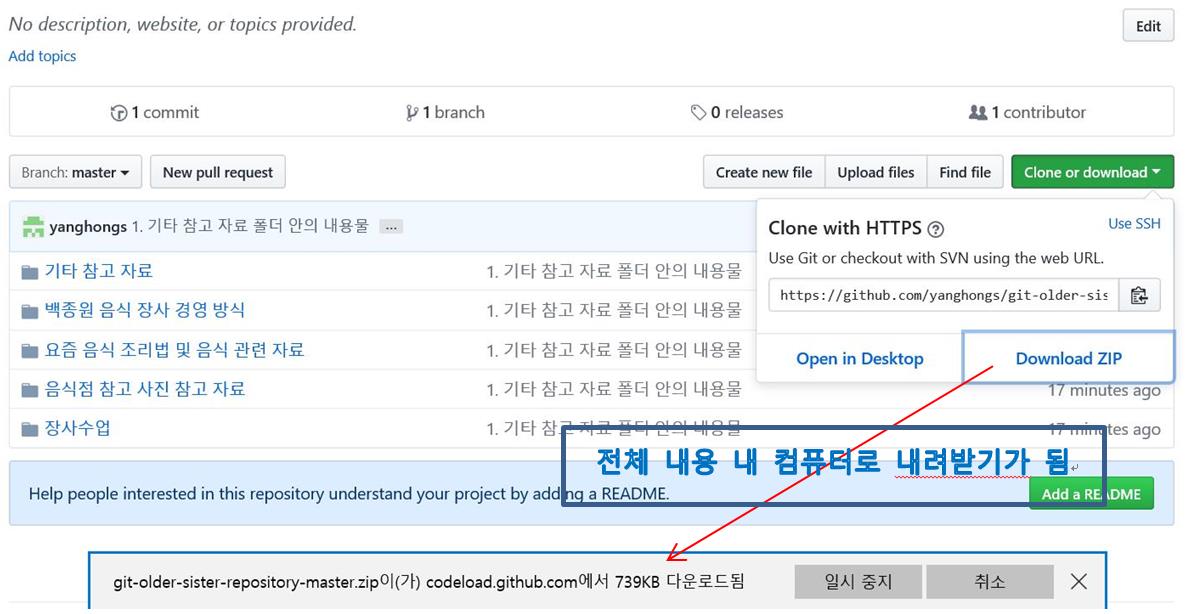 No description, website, or topics provided.
Edit
Add topics
1 commit
1 branch
0 releases
1 contributor
Branch: master
New pull request
Create new file
Upload files
Find file
Clone or download
yanghongs 1. 기타 참고 자료 폴더 안의 내용물 ...
Clone with HTTPS
Use SSH
Use Git or checkout with SVN using the web URL.
https://github.com/yanghongs/git-older-sis
Open in Desktop
Download ZIP
기타 참고 자료 1. 기타 참고 자료 폴더 안의 내용물
백종원 음식 장사 경영 방식 1. 기타 참고 자료 폴더 안의 내용물
요즘 음식 조리법 및 음식 관련 자료 1. 기타 참고 자료 폴더 안의 내용물
음식점 참고 사진 참고 자료 1. 기타 참고 자료 폴더 안의 내용물 17 minutes ago
장사수업 1. 기타 참고 자료 폴더 안의 내용물 17 minutes ago
전체 내용 내 컴퓨터로 내려받기가 됨
Help people interested in this repository understand your project by adding a README.
Add a README
git-older-sister-repository-master.zip이(가) codeload.github.com에서 739KB 다운로드됨
일시 중지
취소